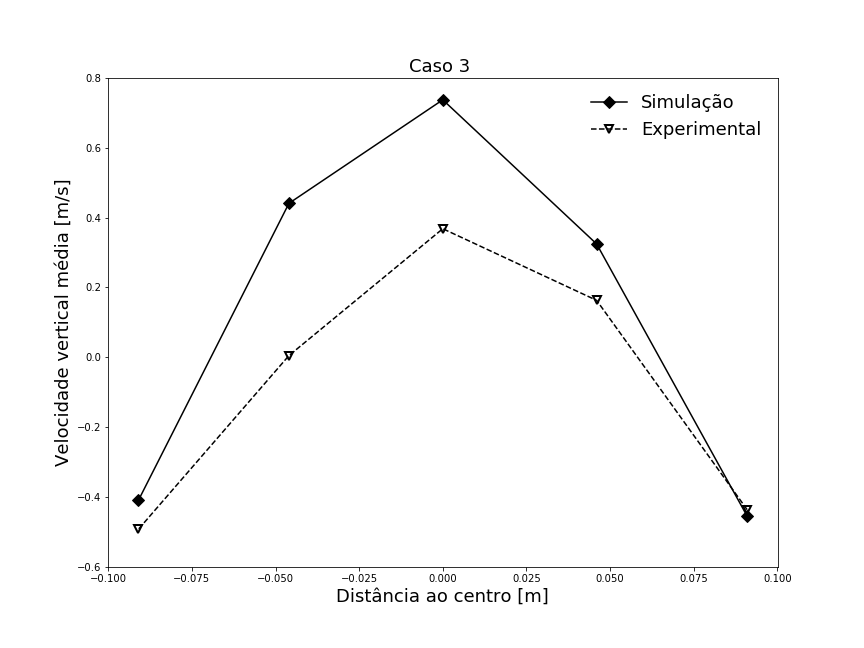 Caso 3
Simulação
Experimental
Velocidade vertical média [m/s]
0.8
0.6
0.4
0.2
0.0
−0.2
−0.4
−0.6
−0.100 −0.075 −0.050 −0.025 0.000 0.025 0.050 0.075 0.100
Distância ao centro [m]